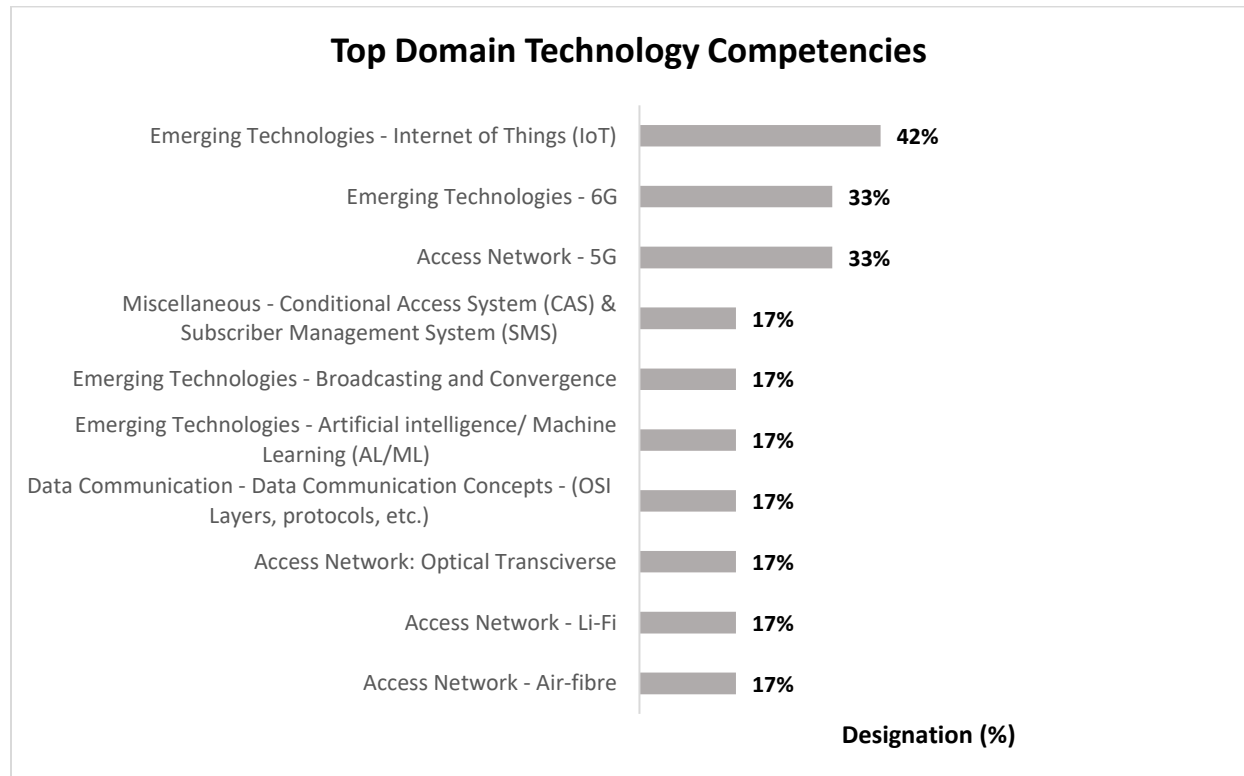 Top Domain Technology Competencies
Emerging Technologies - Internet of Things (IoT)
42%
Emerging Technologies - 6G
33%
Access Network - 5G
33%
Miscellaneous - Conditional Access System (CAS) &
Subscriber Management System (SMS)
17%
Emerging Technologies - Broadcasting and Convergence
17%
Emerging Technologies - Artificial intelligence/ Machine
Learning (AL/ML)
17%
Data Communication - Data Communication Concepts - (OSI
Layers, protocols, etc.)
17%
Access Network: Optical Transciverse
17%
Access Network - Li-Fi
17%
Access Network - Air-fibre
17%
Designation (%)